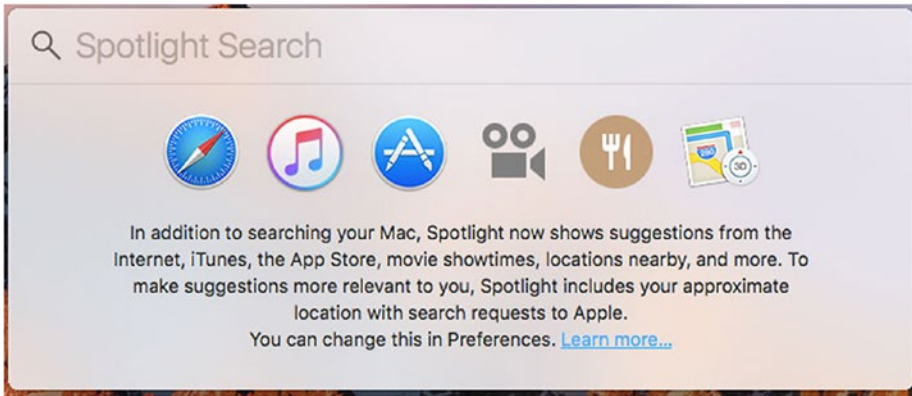 Spotlight Search
280
3D
In addition to searching your Mac, Spotlight now shows suggestions from the
Internet, iTunes, the App Store, movie showtimes, locations nearby, and more. To
make suggestions more relevant to you, Spotlight includes your approximate
location with search requests to Apple.
You can change this in Preferences. Learn more...